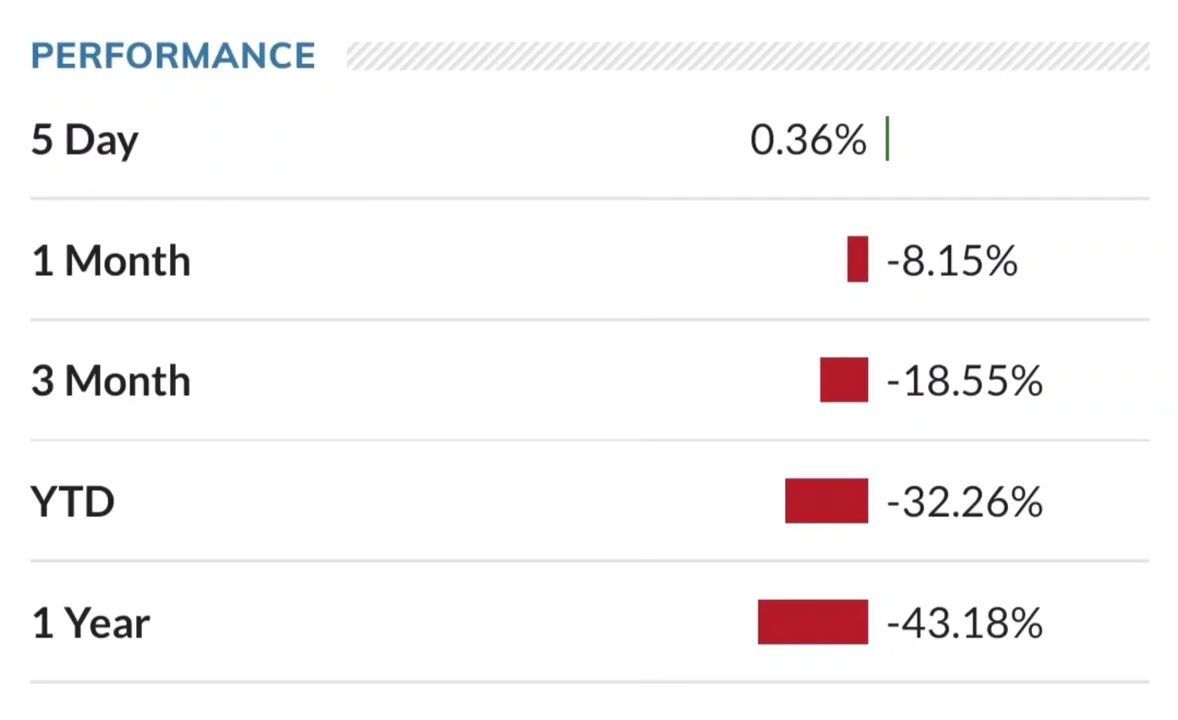 PERFORMANCE
5 Day 0.36%
1 Month -8.15%
3 Month -18.55%
YTD -32.26%
1 Year -43.18%